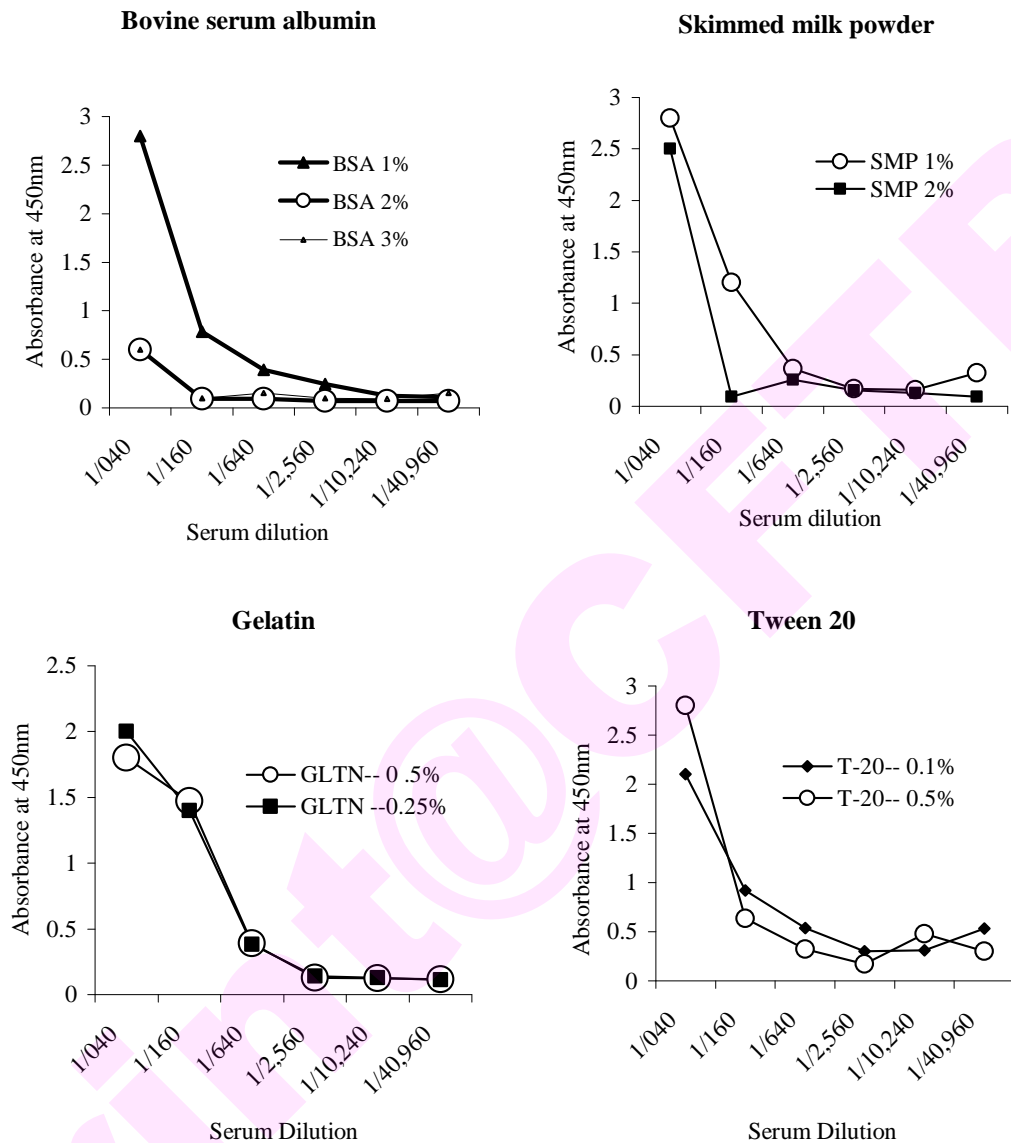 Bovine serum albumin
3
2.5
2
1.5
1
0.5
0
Absorbance at 450nm
BSA 1%
BSA 2%
BSA 3%
1/040
1/160
1/640
1/2,560
1/10,240
1/40,960
Serum dilution
Skimmed milk powder
3
2.5
2
1.5
1
0.5
0
Absorbance at 450nm
SMP 1%
SMP 2%
1/040
1/160
1/640
1/2,560
1/10,240
1/40,960
Serum dilution
Gelatin
2.5
2
1.5
1
0.5
0
Absorbance at 450nm
GLTN-- 0 .5%
GLTN --0.25%
1/040
1/160
1/640
1/2,560
1/10,240
1/40,960
Serum Dilution
Tween 20
3
2.5
2
1.5
1
0.5
0
Absorbance at 450nm
T-20-- 0.1%
T-20-- 0.5%
1/040
1/160
1/640
1/2,560
1/10,240
1/40,960
Serum Dilution
int@CFTR